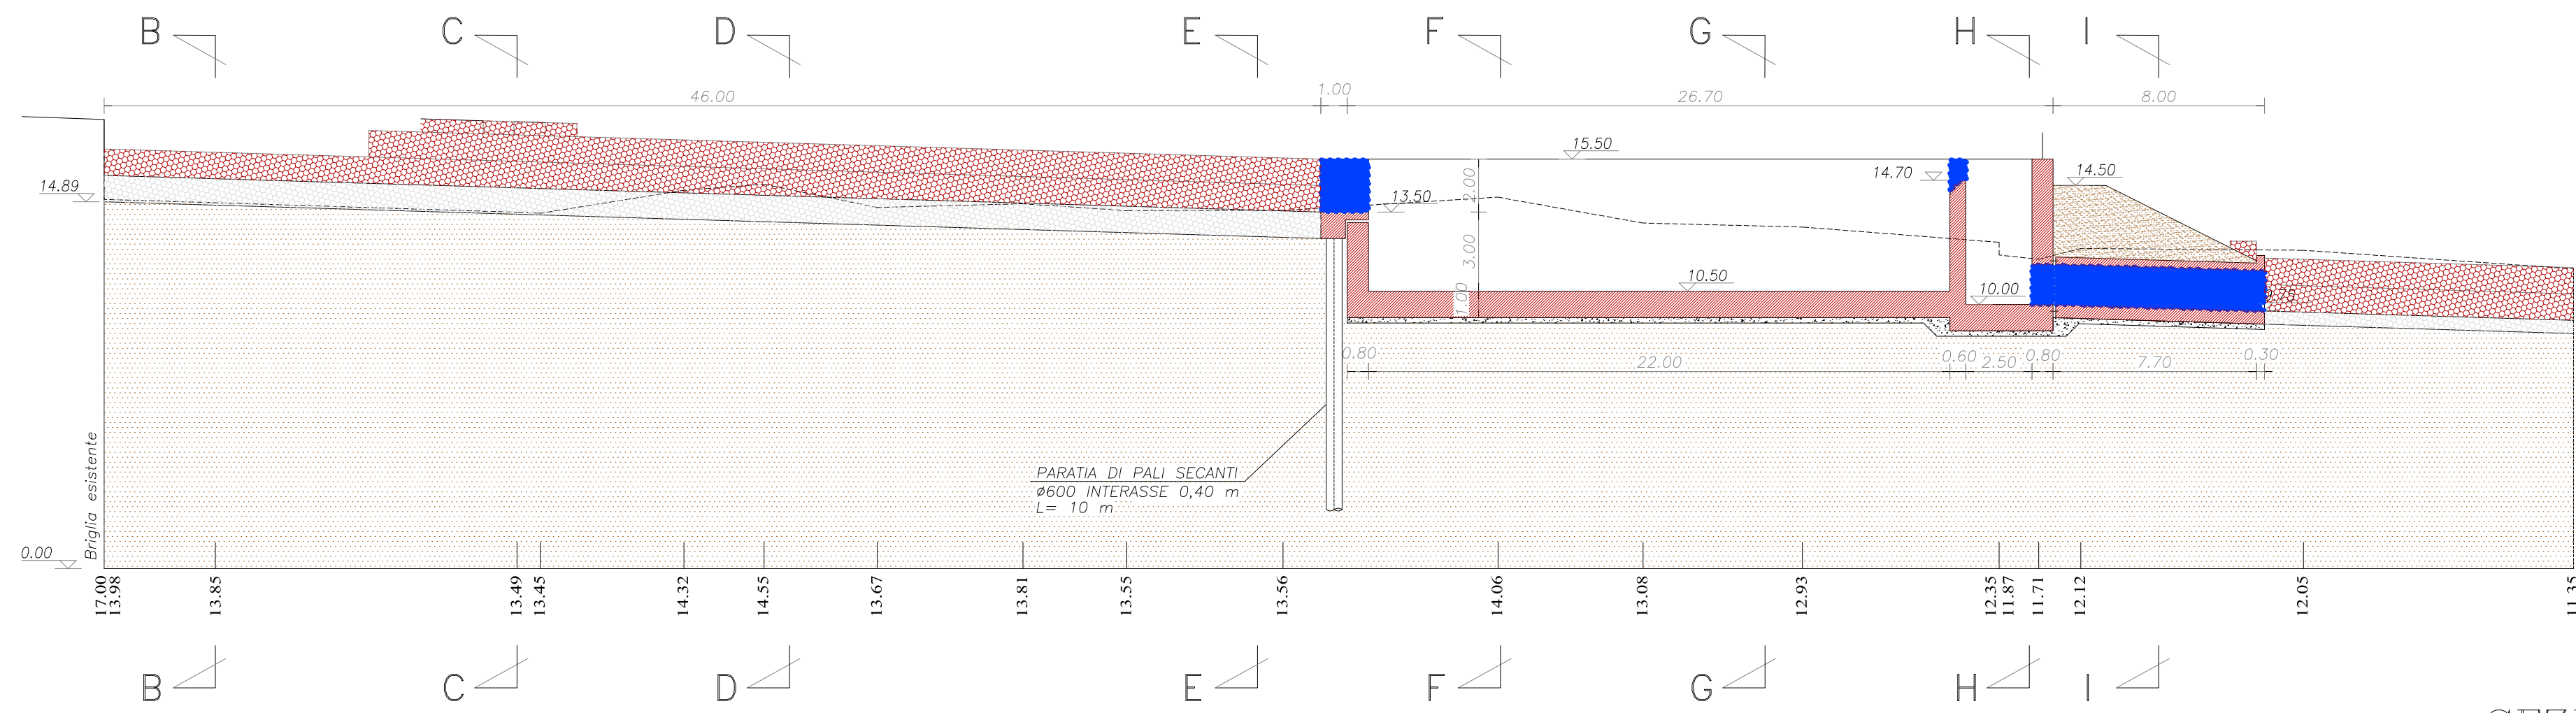 B C D E F G H I
46.00 1.00 26.70 8.00
15.50
14.70 14.50
14.89
2.00
13.50
3.00
10.50
10.00
1.00
0.80 22.00 0.60 2.50 0.80 7.70 0.30
PARATIA DI PALI SECANTI
ø600 INTERASSE 0,40 m
L= 10 m
Briglia esistente
0.00
17.00 13.98 13.85 13.49 13.45 14.32 14.55 13.67 13.81 13.55 13.56 14.06 13.08 12.93 12.35 11.87 11.71 12.12 12.05 11.35
B C D E F G H I